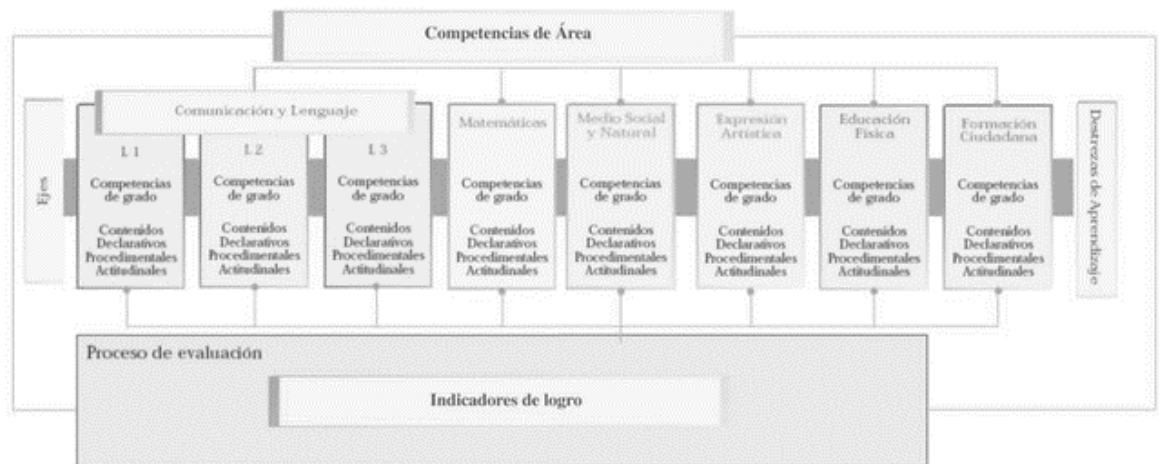 Competencias de Área
Ejes
Comunicación y Lenguaje
L 1
Competencias
de grado
Contenidos
Declarativos
Procedimentales
Actitudinales
L 2
Competencias
de grado
Contenidos
Declarativos
Procedimentales
Actitudinales
L 3
Competencias
de grado
Contenidos
Declarativos
Procedimentales
Actitudinales
Matemáticas
Competencias
de grado
Contenidos
Declarativos
Procedimentales
Actitudinales
Medio Social
y Natural
Competencias
de grado
Contenidos
Declarativos
Procedimentales
Actitudinales
Expresión
Artística
Competencias
de grado
Contenidos
Declarativos
Procedimentales
Actitudinales
Educación
Física
Competencias
de grado
Contenidos
Declarativos
Procedimentales
Actitudinales
Formación
Ciudadana
Competencias
de grado
Contenidos
Declarativos
Procedimentales
Actitudinales
Destrezas de Aprendizaje
Proceso de evaluación
Indicadores de logro